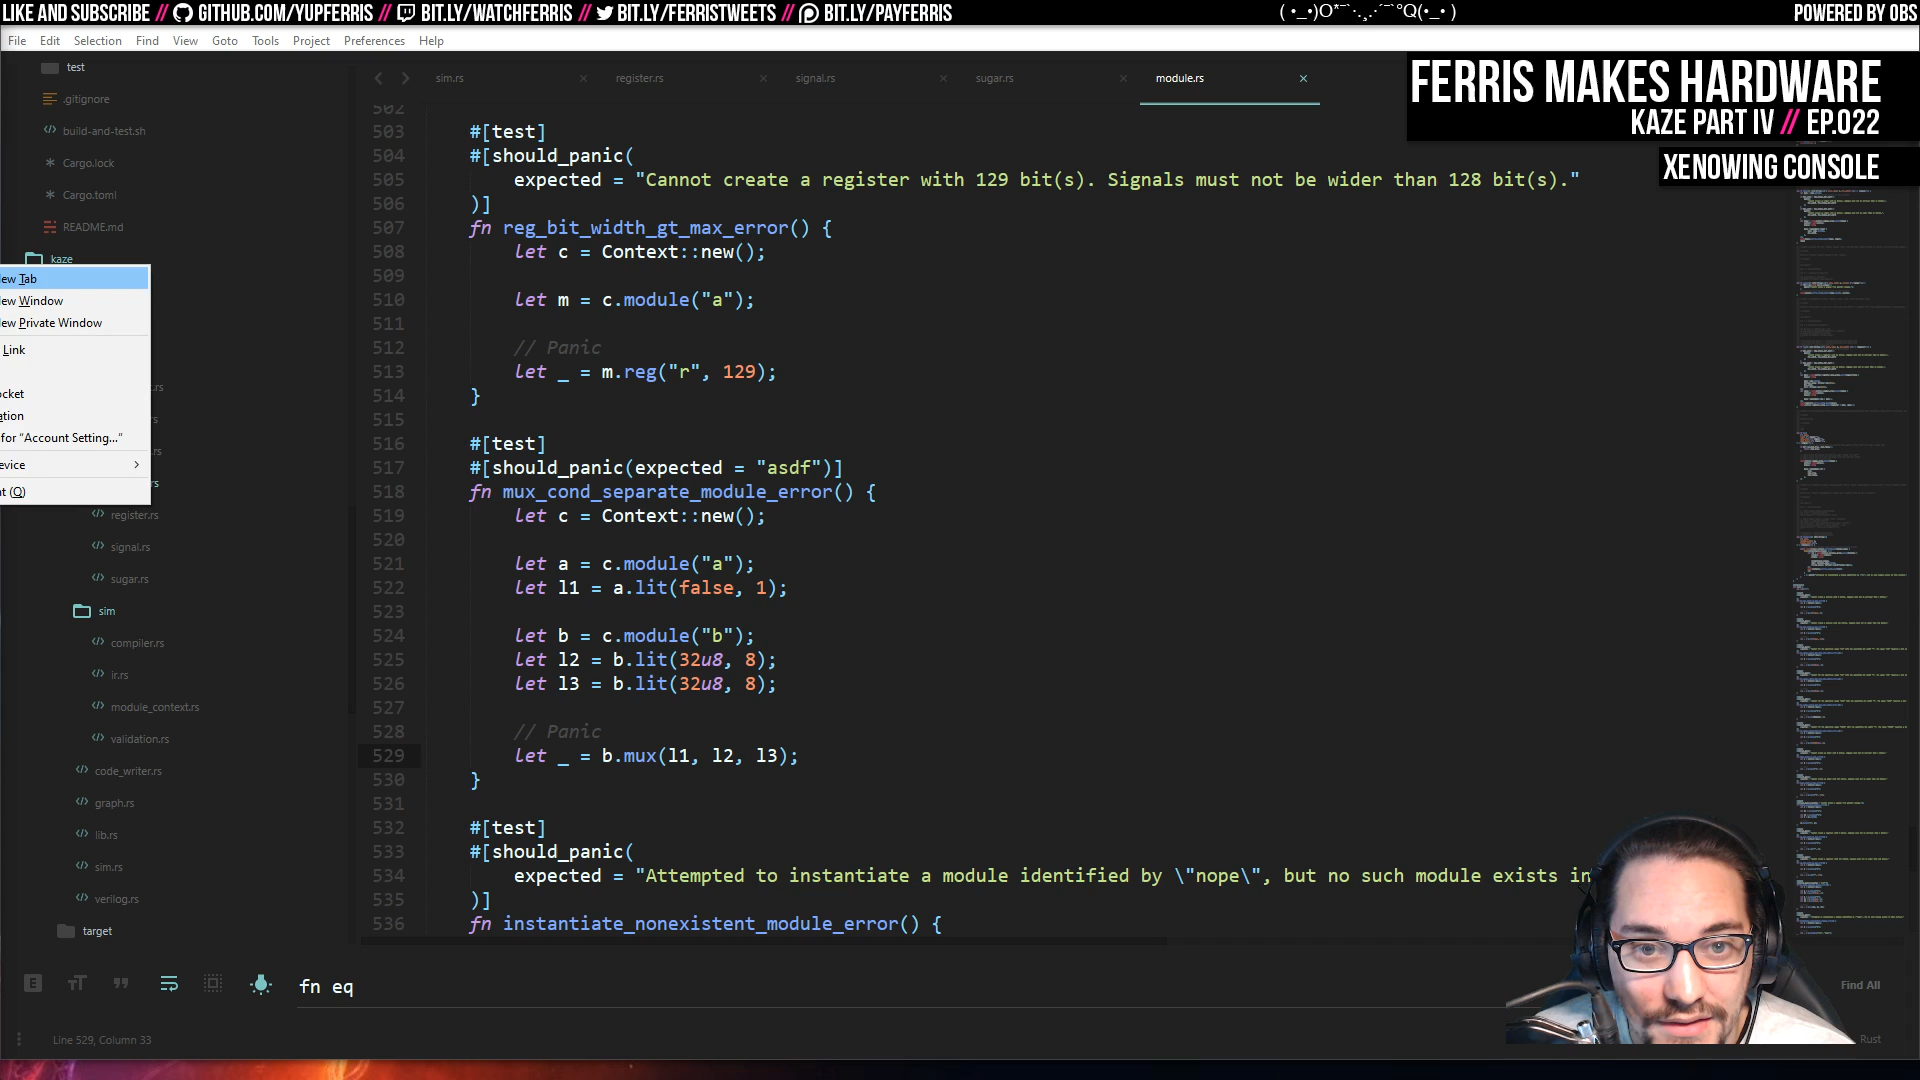 LIKE AND SUBSCRIBE // GITHUB.COM/YUPFERRIS // BIT.LY/WATCHFERRIS // BIT.LY/FERRISTWEETS // BIT.LY/PAYFERRIS
POWERED BY OBS
File Edit Selection Find View Goto Tools Project Preferences Help
FERRIS MAKES HARDWARE
KAZE PART IV // EP.022
XENOWING CONSOLE
test
.gitignore
build-and-test.sh
Cargo.lock
Cargo.toml
README.md
kaze
ew Tab
ew Window
ew Private Window
Link
ocket
ation
for “Account Setting...”
evice
t (Q)
.rs
.rs
.rs
rs
register.rs
signal.rs
sugar.rs
sim
compiler.rs
ir.rs
module_context.rs
validation.rs
code_writer.rs
graph.rs
lib.rs
sim.rs
verilog.rs
target
sim.rs register.rs signal.rs sugar.rs module.rs
502
503 #[test]
504 #[should_panic(
505 expected = "Cannot create a register with 129 bit(s). Signals must not be wider than 128 bit(s)."
506 )]
507 fn reg_bit_width_gt_max_error() {
508 let c = Context::new();
509
510 let m = c.module("a");
511
512 // Panic
513 let _ = m.reg("r", 129);
514 }
515
516 #[test]
517 #[should_panic(expected = "asdf")]
518 fn mux_cond_separate_module_error() {
519 let c = Context::new();
520
521 let a = c.module("a");
522 let l1 = a.lit(false, 1);
523
524 let b = c.module("b");
525 let l2 = b.lit(32u8, 8);
526 let l3 = b.lit(32u8, 8);
527
528 // Panic
529 let _ = b.mux(l1, l2, l3);
530 }
531
532 #[test]
533 #[should_panic(
534 expected = "Attempted to instantiate a module identified by \"nope\", but no such module exists in
535 )]
536 fn instantiate_nonexistent_module_error() {
fn eq
Find All
Line 529, Column 33
Rust